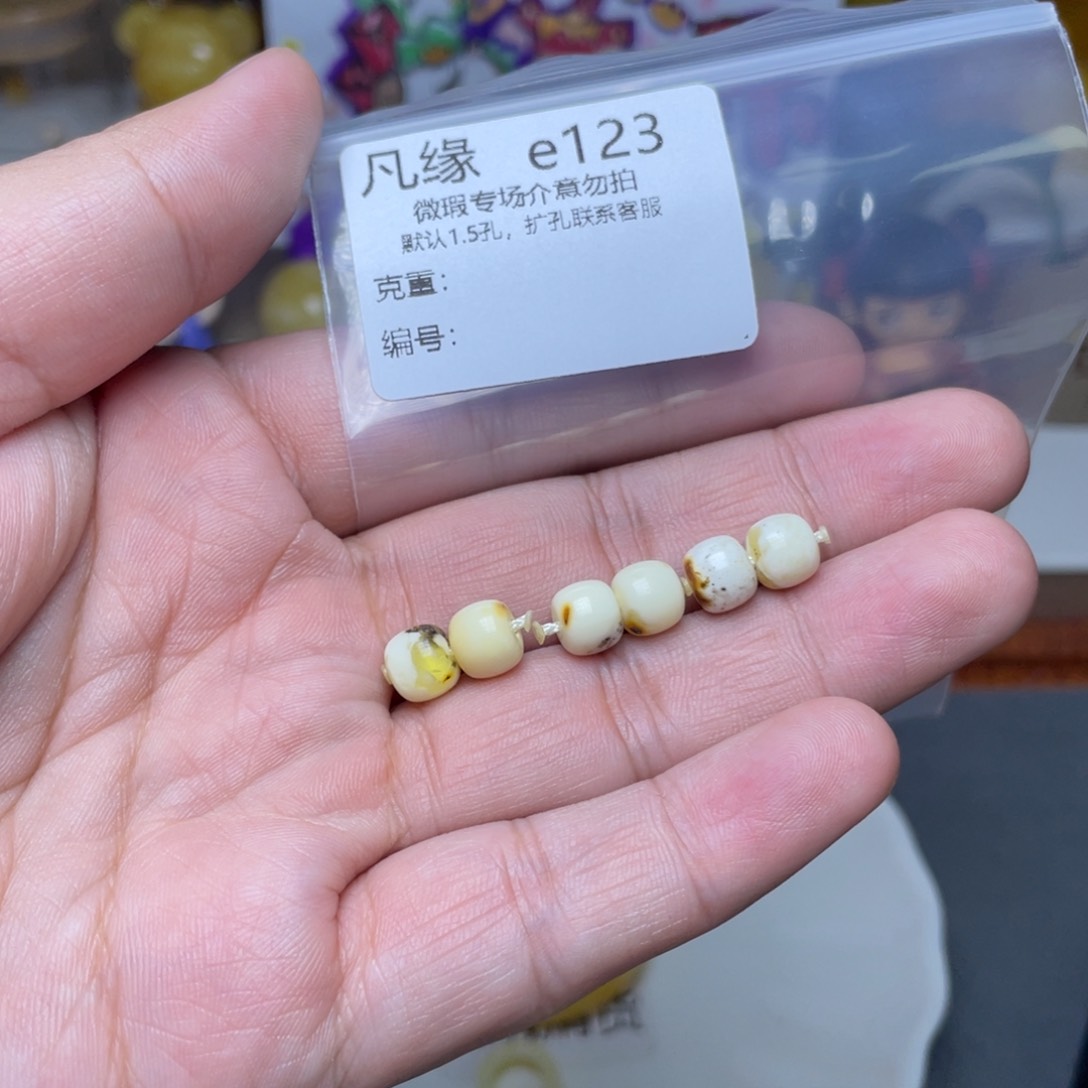 凡缘 e123
微瑕专场介意勿拍
默认1.5孔，扩孔联系客服
克重：
编号：